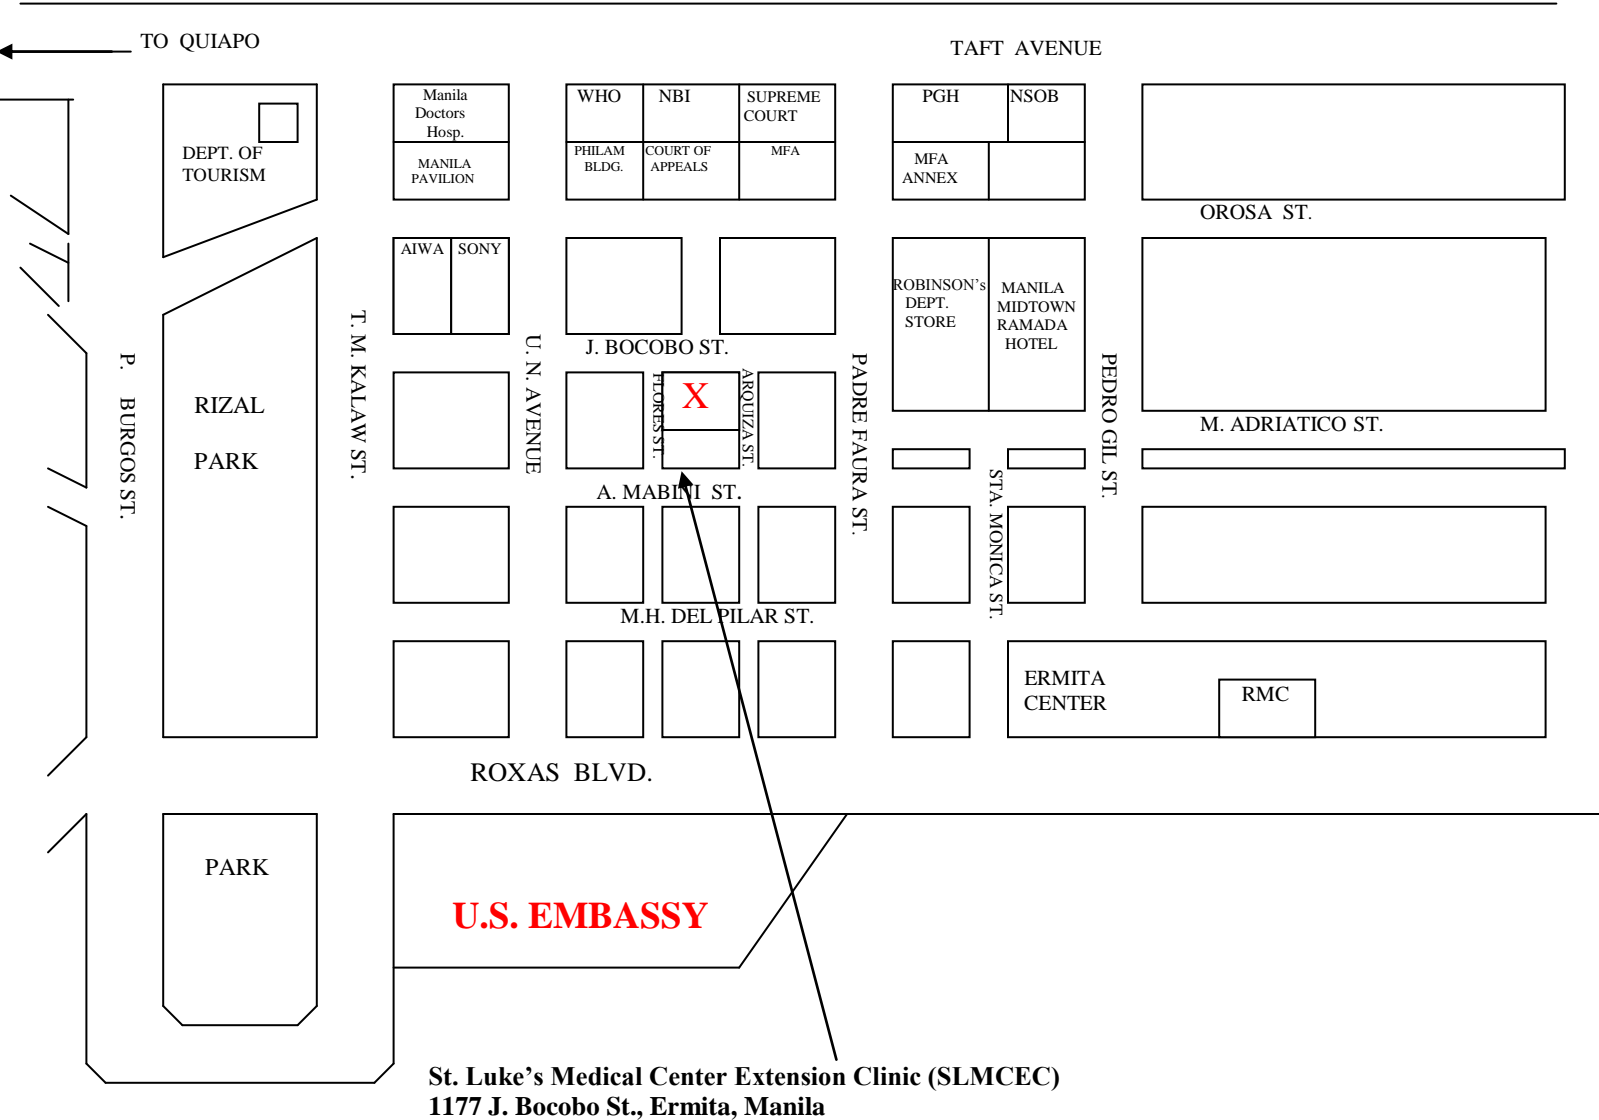 TO QUIAPO
TAFT AVENUE
Manila
Doctors
Hosp.
WHO
NBI
SUPREME
COURT
PGH
NSOB
DEPT. OF
TOURISM
MANILA
PAVILION
PHILAM
BLDG.
COURT OF
APPEALS
MFA
MFA
ANNEX
OROSA ST.
AIWA
SONY
ROBINSON's
DEPT.
STORE
MANILA
MIDTOWN
RAMADA
HOTEL
J. BOCOBO ST.
P. BURGOS ST.
RIZAL
PARK
T. M. KALAW ST.
U. N. AVENUE
FLORES ST.
X
ARQUIZA ST.
PADRE FAURA ST.
PEDRO GIL ST.
M. ADRIATICO ST.
A. MABINI ST.
STA. MONICA ST.
M.H. DEL PILAR ST.
ERMITA
CENTER
RMC
ROXAS BLVD.
PARK
U.S. EMBASSY
St. Luke's Medical Center Extension Clinic (SLMCEC)
1177 J. Bocobo St., Ermita, Manila